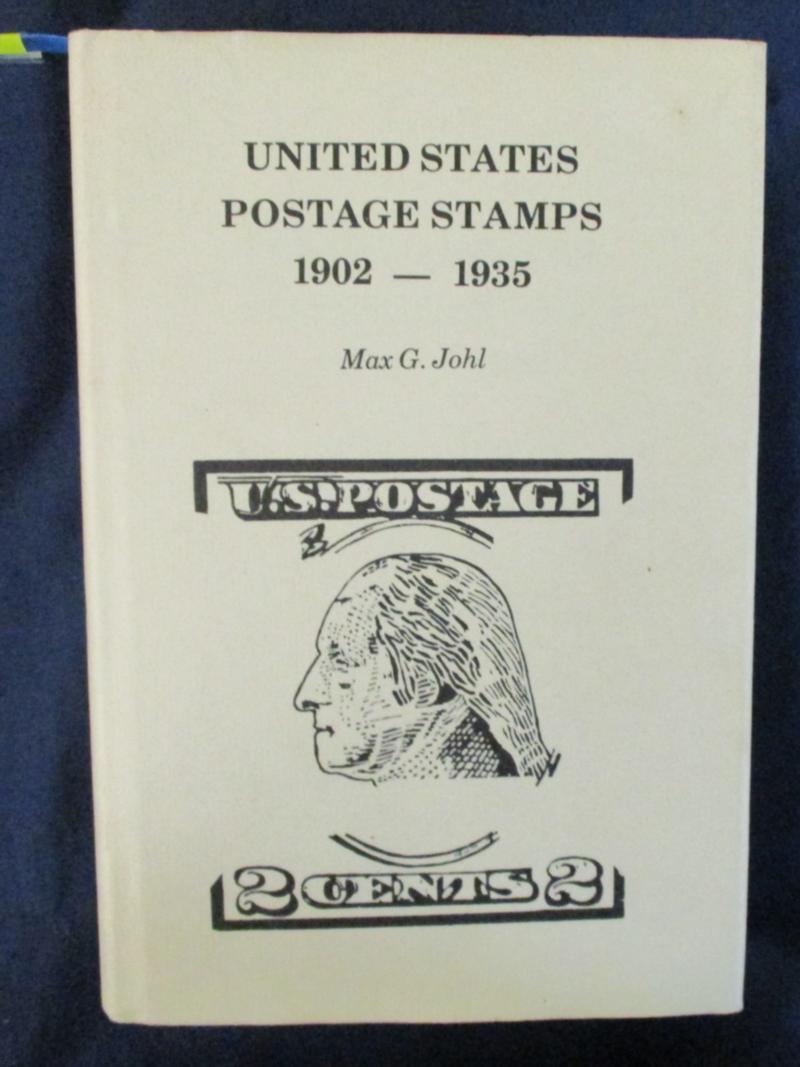 UNITED STATES
POSTAGE STAMPS
1902 — 1935
Max G. Johl
U.S. POSTAGE
2 CENTS 2